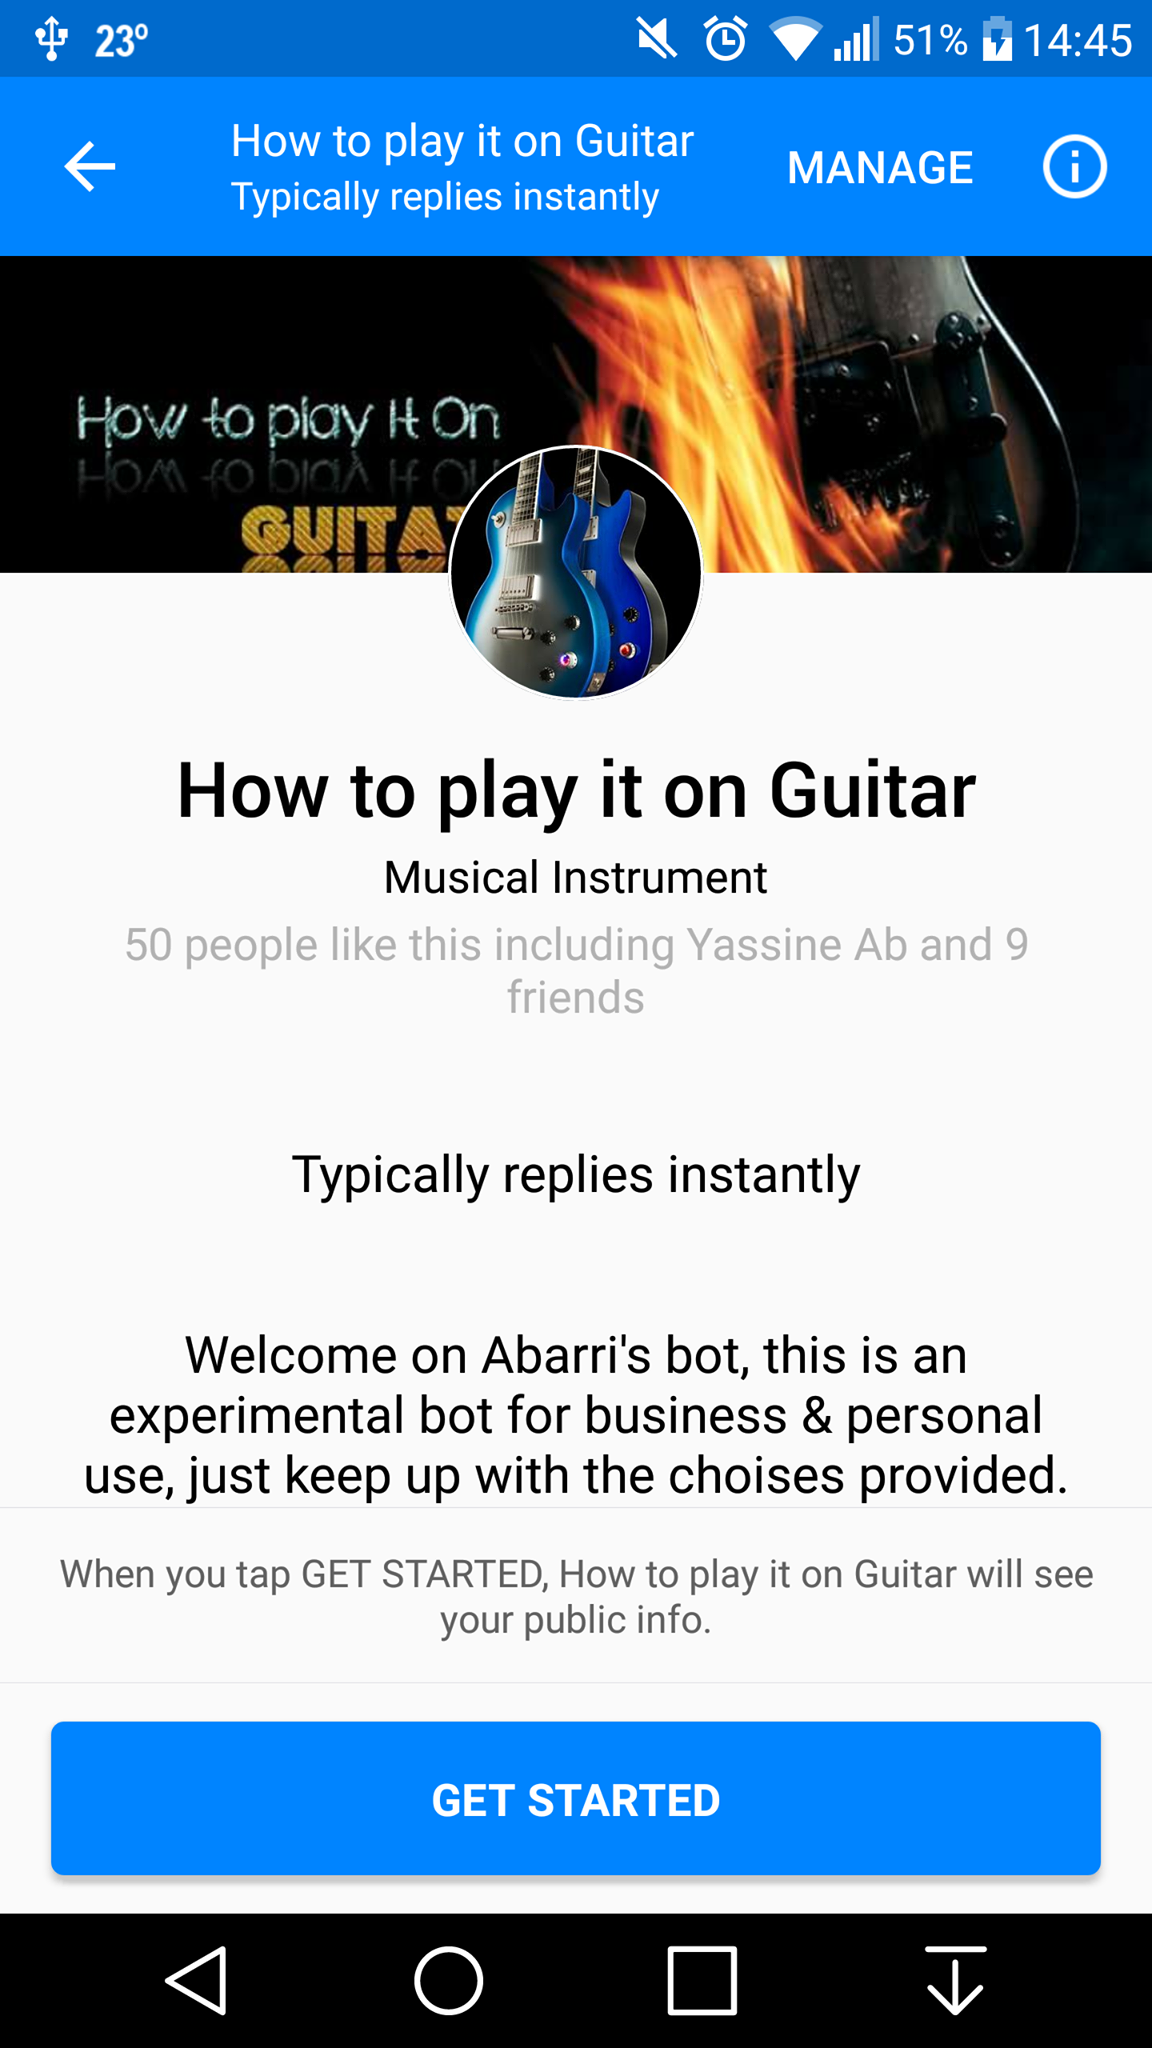 23°
51%
14:45
How to play it on Guitar
Typically replies instantly
MANAGE
How to play it On
How to play it on Guitar
Musical Instrument
50 people like this including Yassine Ab and 9
friends
Typically replies instantly
Welcome on Abarri's bot, this is an
experimental bot for business & personal
use, just keep up with the choises provided.
When you tap GET STARTED, How to play it on Guitar will see
your public info.
GET STARTED